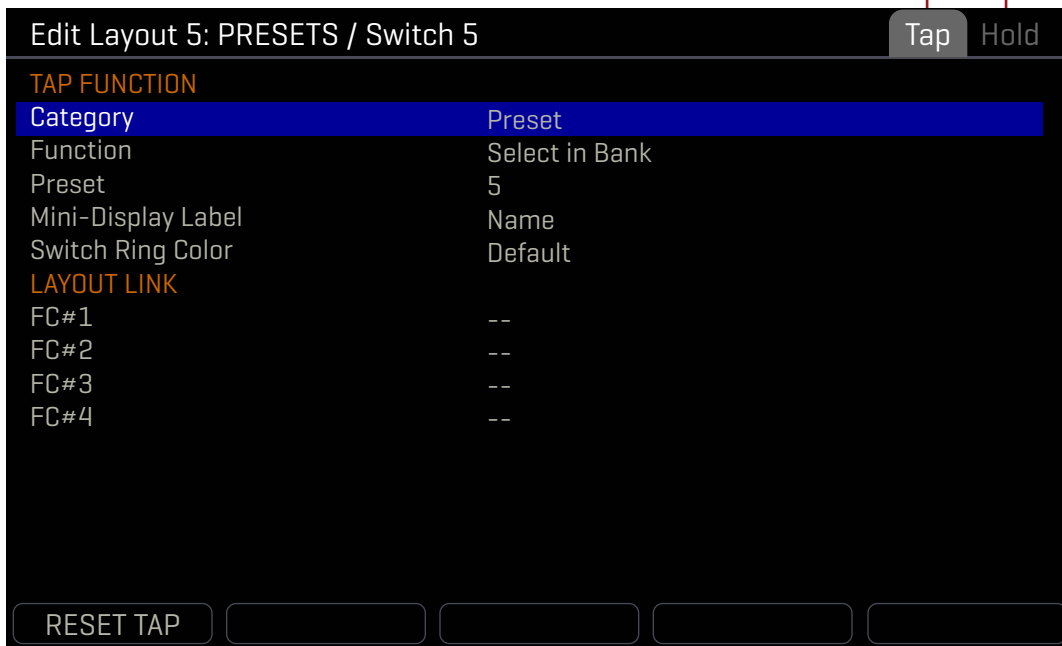 Edit Layout 5: PRESETS / Switch 5 Tap Hold
TAP FUNCTION
Category Preset
Function Select in Bank
Preset 5
Mini-Display Label Name
Switch Ring Color Default
LAYOUT LINK
FC#1 --
FC#2 --
FC#3 --
FC#4 --
RESET TAP